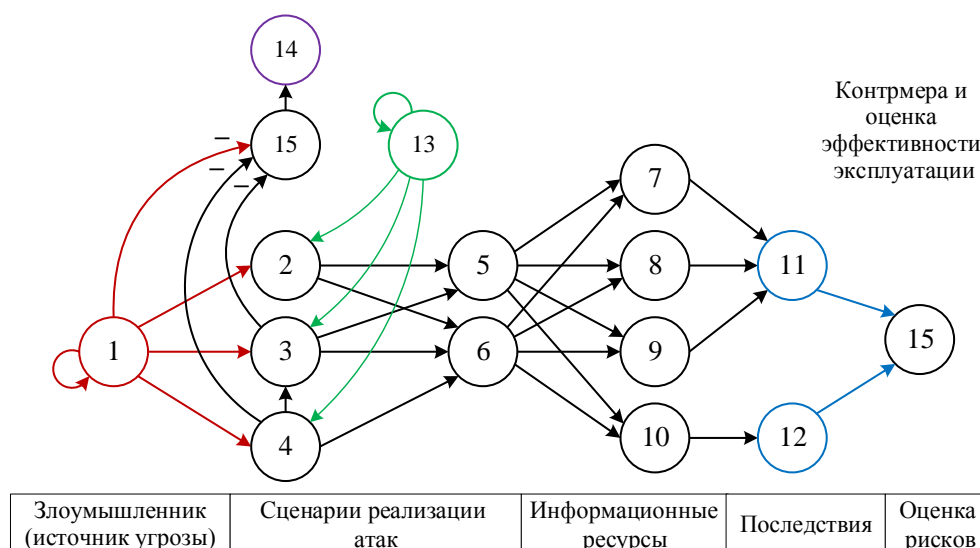 14
Контрмера и
оценка
эффективности
эксплуатации
–
15
13
–
–
7
2
5
8
11
1
3
6
9
15
4
10
12
Злоумышленник
(источник угрозы)
Сценарии реализации
атак
Информационные
ресурсы
Последствия
Оценка
рисков